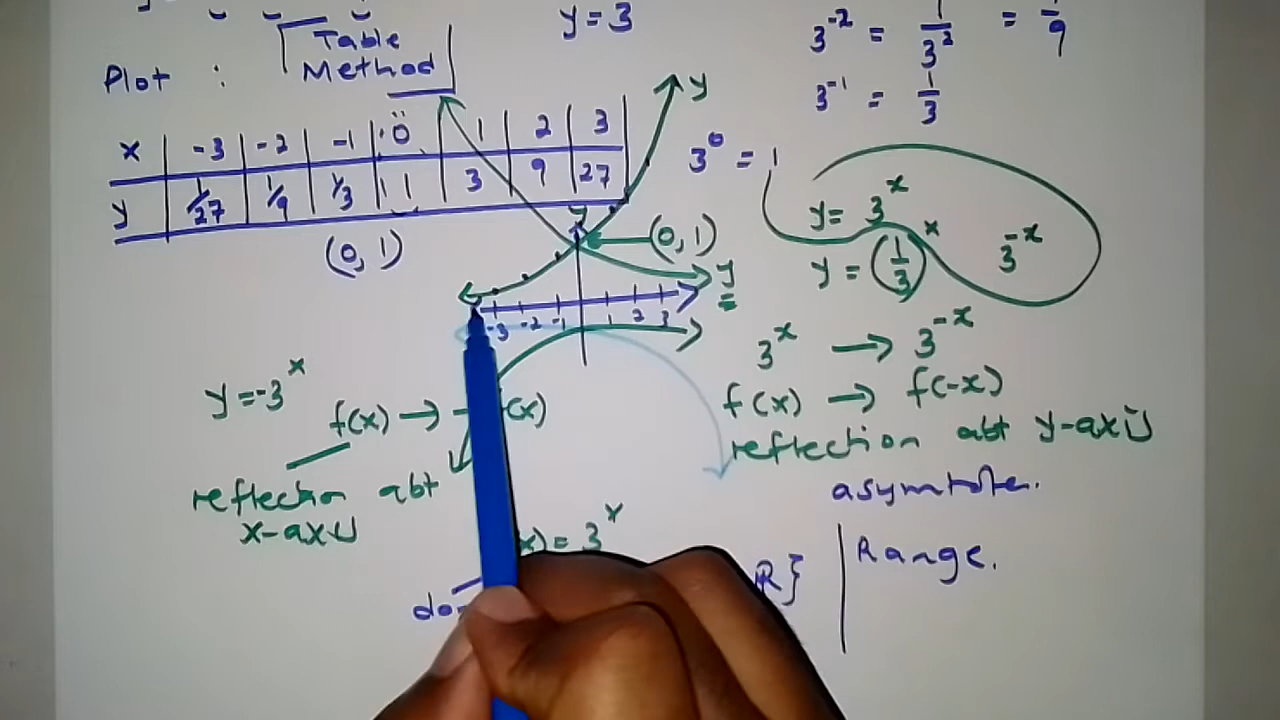 y = 3
Table
Plot : Method
x -3 -2 -1 0 1 2 3
y 1/27 1/9 1/3 1 3 9 27
(0, 1)
3^-2 = 1/3^2 = 1/9
3^-1 = 1/3
3^0 = 1
y
y
(0, 1)
y
-3 -2 -1 1 2 3
y = 3^x
y = (1/3)^x 3^-x
3^x → 3^-x
f(x) → f(-x)
reflection abt y-axis
asymtote.
y = -3^x
f(x) → - (x)
reflection abt
x-axis
x) = 3^x
do
R}
Range.